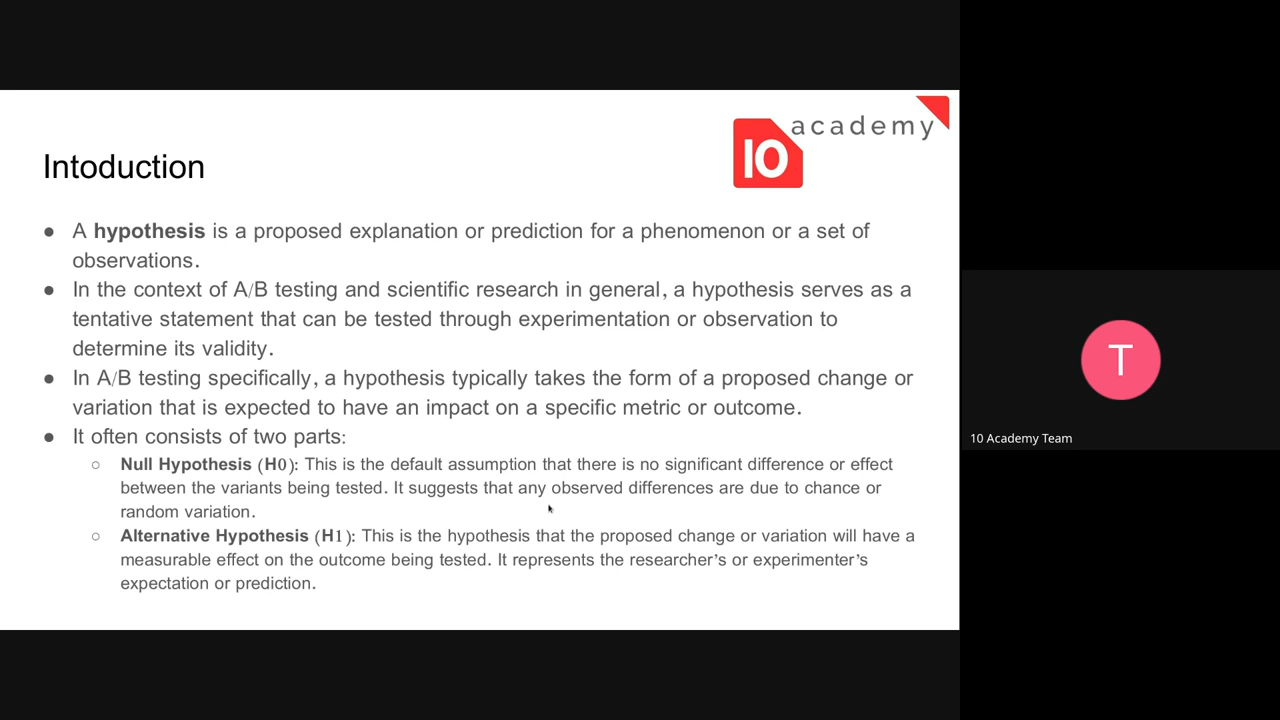 academy
10
Intoduction
● A hypothesis is a proposed explanation or prediction for a phenomenon or a set of
observations.
● In the context of A/B testing and scientific research in general, a hypothesis serves as a
tentative statement that can be tested through experimentation or observation to
determine its validity.
● In A/B testing specifically, a hypothesis typically takes the form of a proposed change or
variation that is expected to have an impact on a specific metric or outcome.
● It often consists of two parts:
○ Null Hypothesis (H0): This is the default assumption that there is no significant difference or effect
between the variants being tested. It suggests that any observed differences are due to chance or
random variation.
○ Alternative Hypothesis (H1): This is the hypothesis that the proposed change or variation will have a
measurable effect on the outcome being tested. It represents the researcher's or experimenter's
expectation or prediction.
T
10 Academy Team